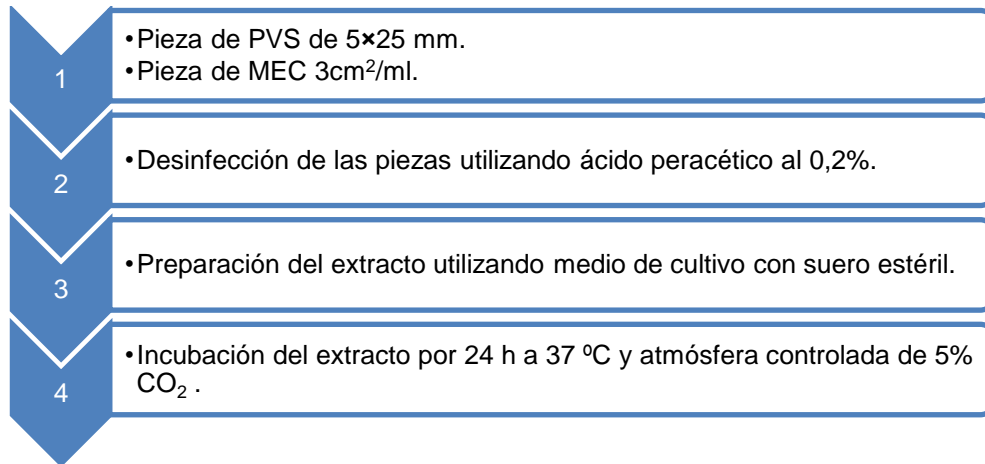 1
•Pieza de PVS de 5×25 mm.
•Pieza de MEC 3cm²/ml.
2
•Desinfección de las piezas utilizando ácido peracético al 0,2%.
3
•Preparación del extracto utilizando medio de cultivo con suero estéril.
4
•Incubación del extracto por 24 h a 37 ºC y atmósfera controlada de 5%
CO₂ .